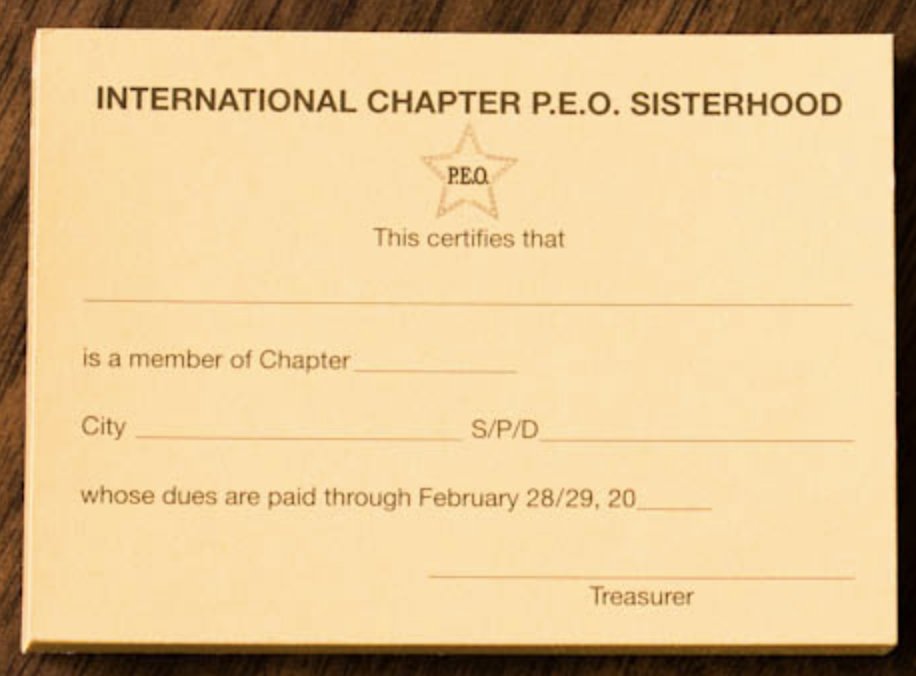 INTERNATIONAL CHAPTER P.E.O. SISTERHOOD
P.E.O.
This certifies that
is a member of Chapter
City S/P/D
whose dues are paid through February 28/29, 20
Treasurer